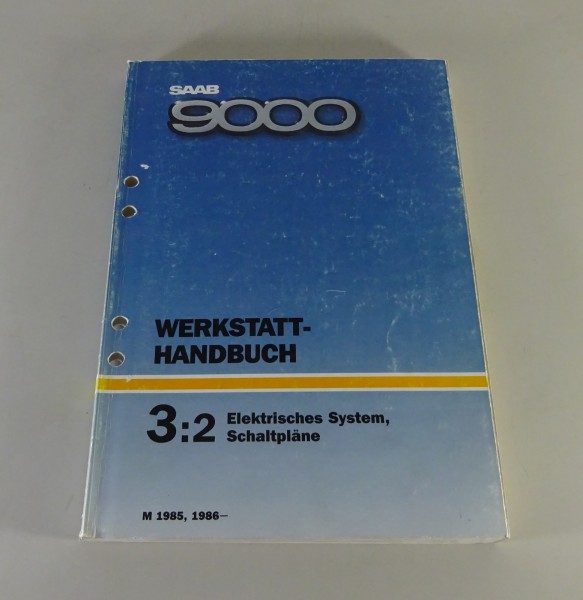 SAAB
9000
WERKSTATT-
HANDBUCH
3:2 Elektrisches System,
Schaltpläne
M 1985, 1986–